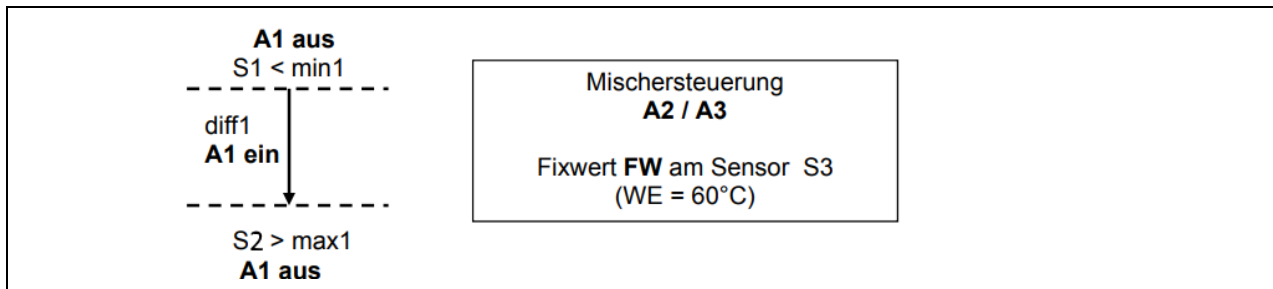 A1 aus
S1 < min1
diff1
A1 ein
S2 > max1
A1 aus
Mischersteuerung
A2 / A3
Fixwert FW am Sensor S3
(WE = 60°C)